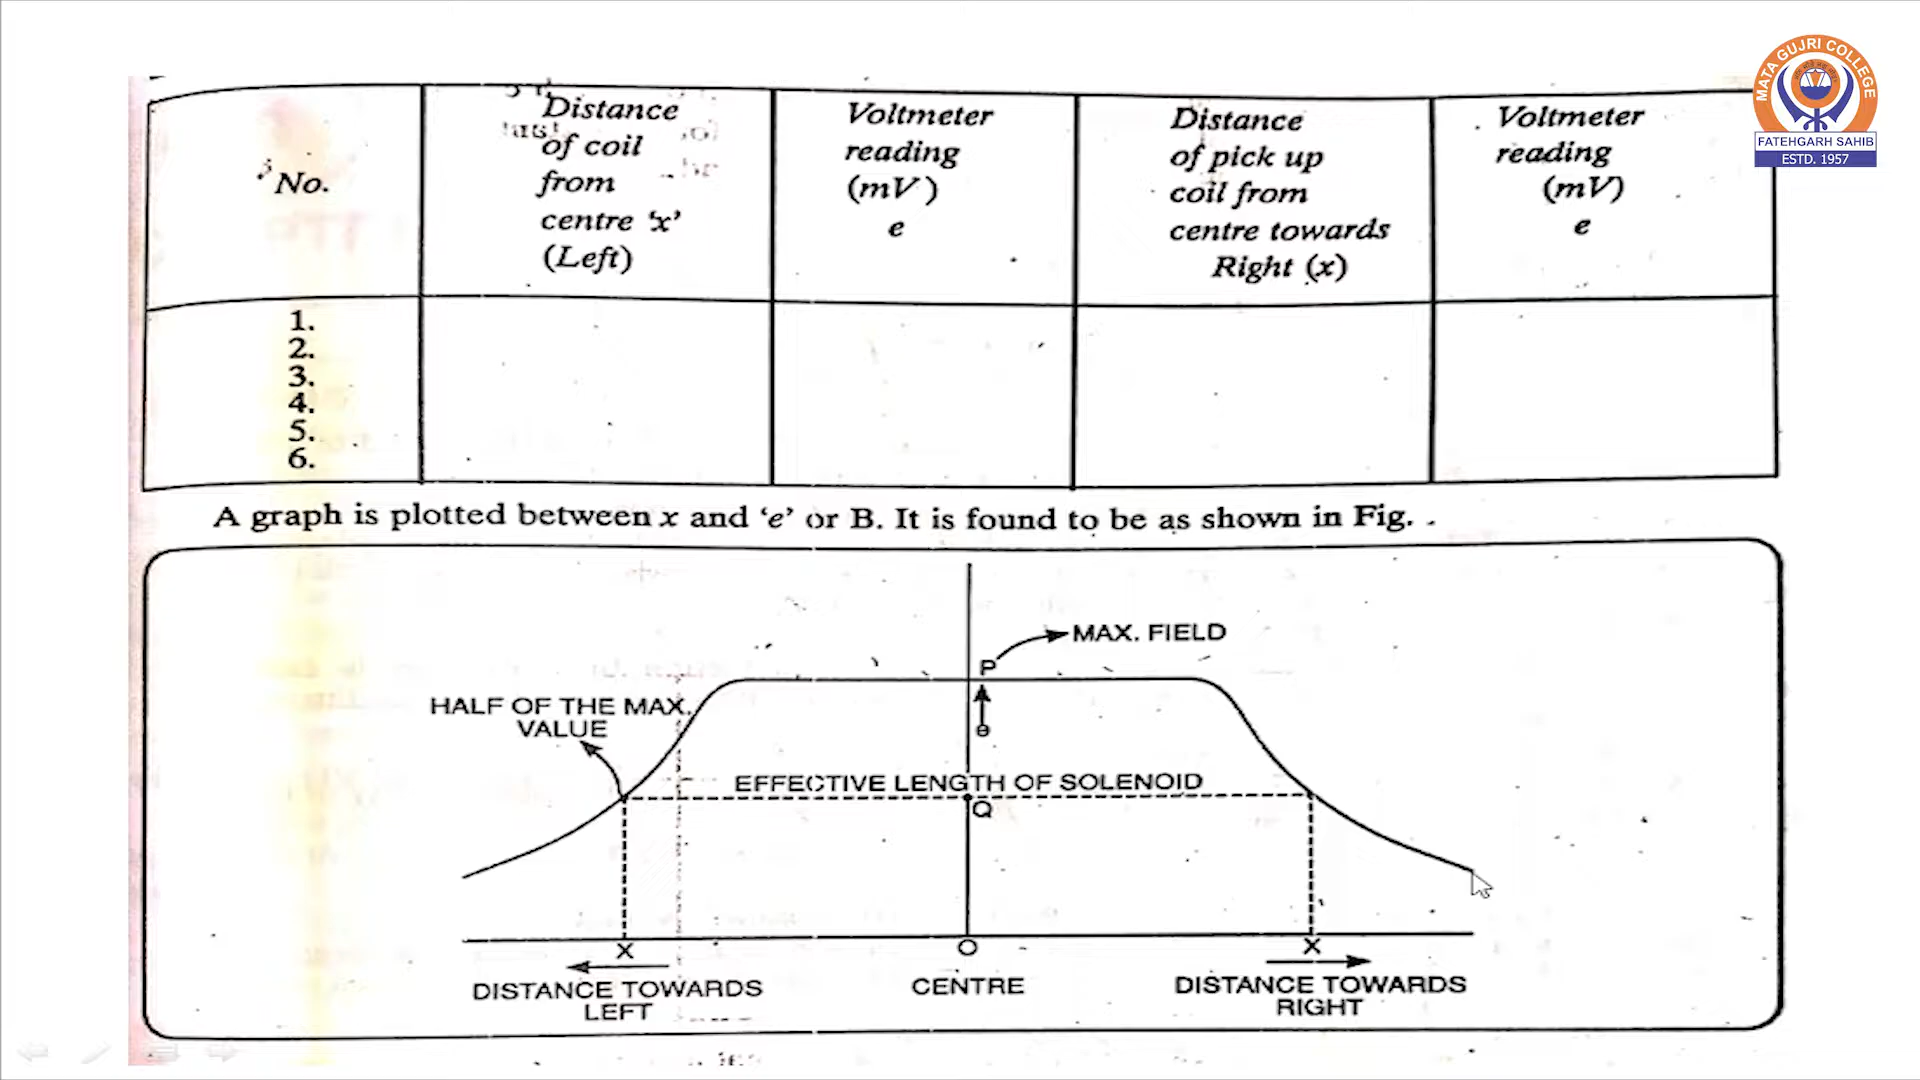 MATA GUJRI COLLEGE
FATEHGARH SAHIB
ESTD. 1957
No.
Distance
of coil
from
centre ‘x’
(Left)
Voltmeter
reading
(mV)
e
Distance
of pick up
coil from
centre towards
Right (x)
Voltmeter
reading
(mV)
e
1.
2.
3.
4.
5.
6.
A graph is plotted between x and ‘e’ or B. It is found to be as shown in Fig. .
MAX. FIELD
P
HALF OF THE MAX.
VALUE
e
EFFECTIVE LENGTH OF SOLENOID
Q
X
O
X
DISTANCE TOWARDS
LEFT
CENTRE
DISTANCE TOWARDS
RIGHT